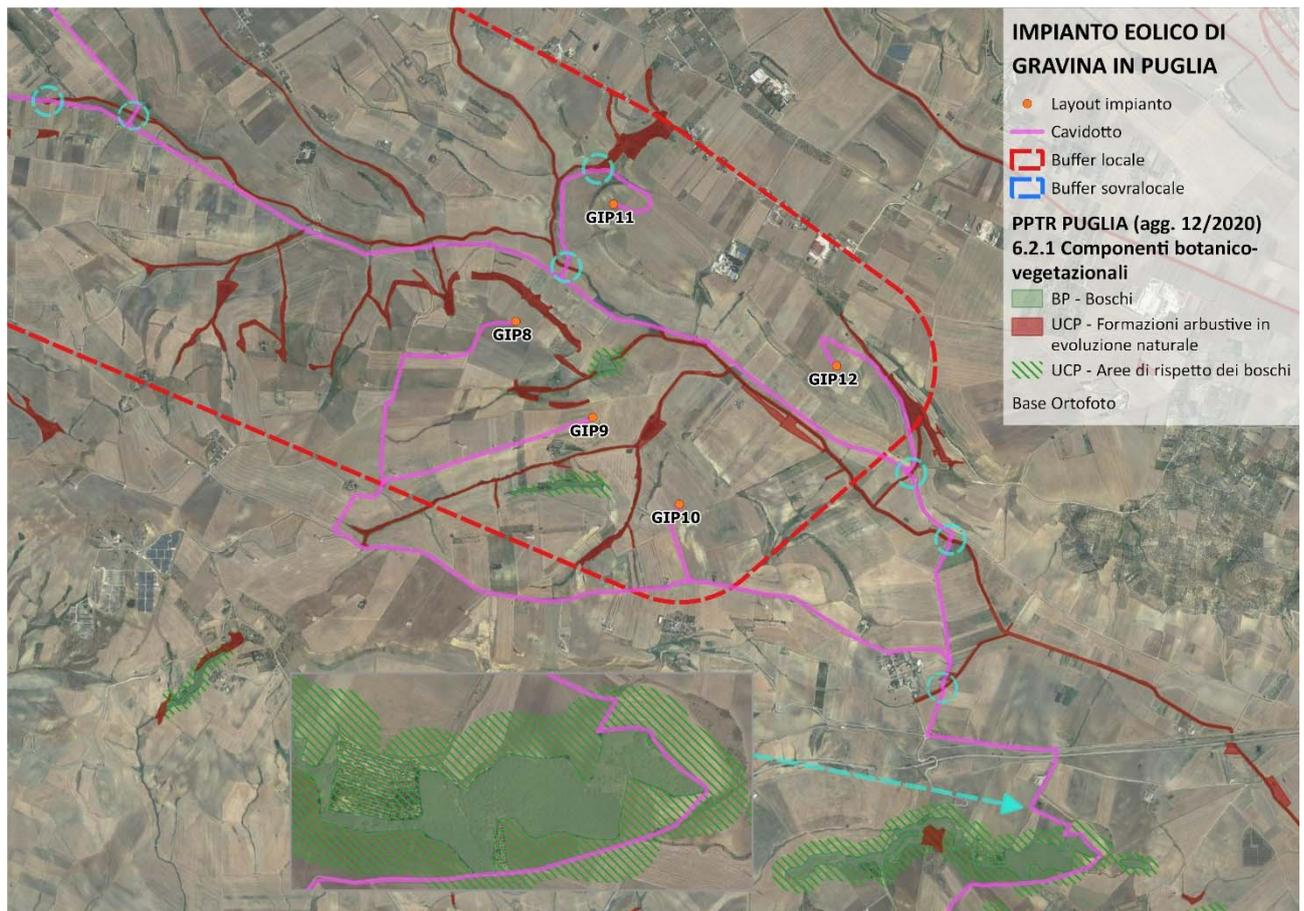 IMPIANTO EOLICO DI
GRAVINA IN PUGLIA
Layout impianto
Cavidotto
Buffer locale
Buffer sovralocale
PPTR PUGLIA (agg. 12/2020)
6.2.1 Componenti botanico-
vegetazionali
BP - Boschi
UCP - Formazioni arbustive in
evoluzione naturale
UCP - Aree di rispetto dei boschi
Base Ortofoto
GIP11
GIP8
GIP12
GIP9
GIP10